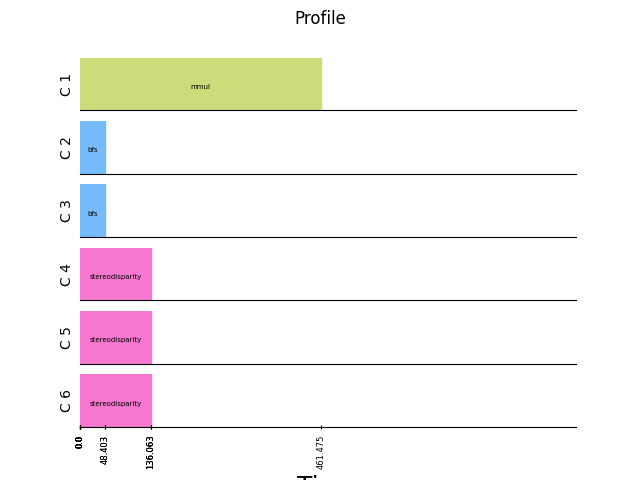 Profile
C 1
mmul
C 2
bfs
C 3
bfs
C 4
stereodisparity
C 5
stereodisparity
C 6
stereodisparity
0.0
48.403
136.063
461.475